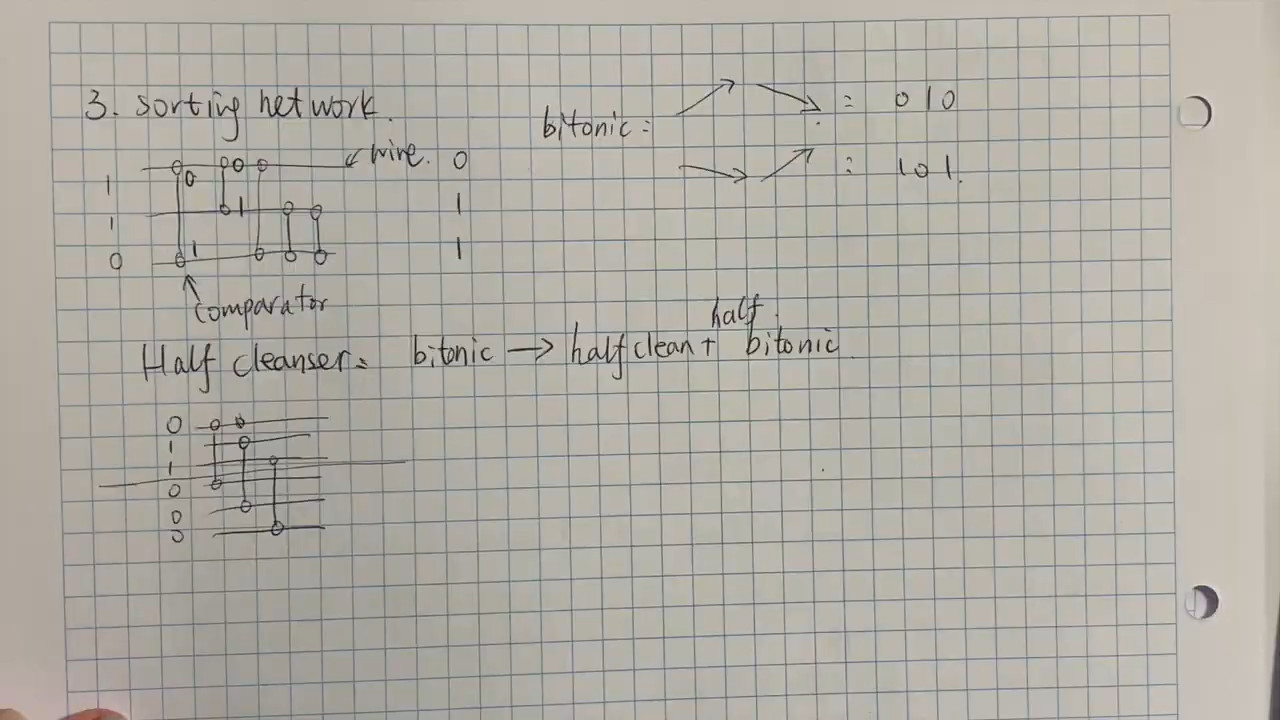 3. sorting network.
bitonic: : 0 1 0
: 1 0 1.
← wire. 0
0 0
1
1 1
1
1
0 1
comparator
half
Half cleanser: bitonic → half clean + bitonic
0
1
1
0
0
0